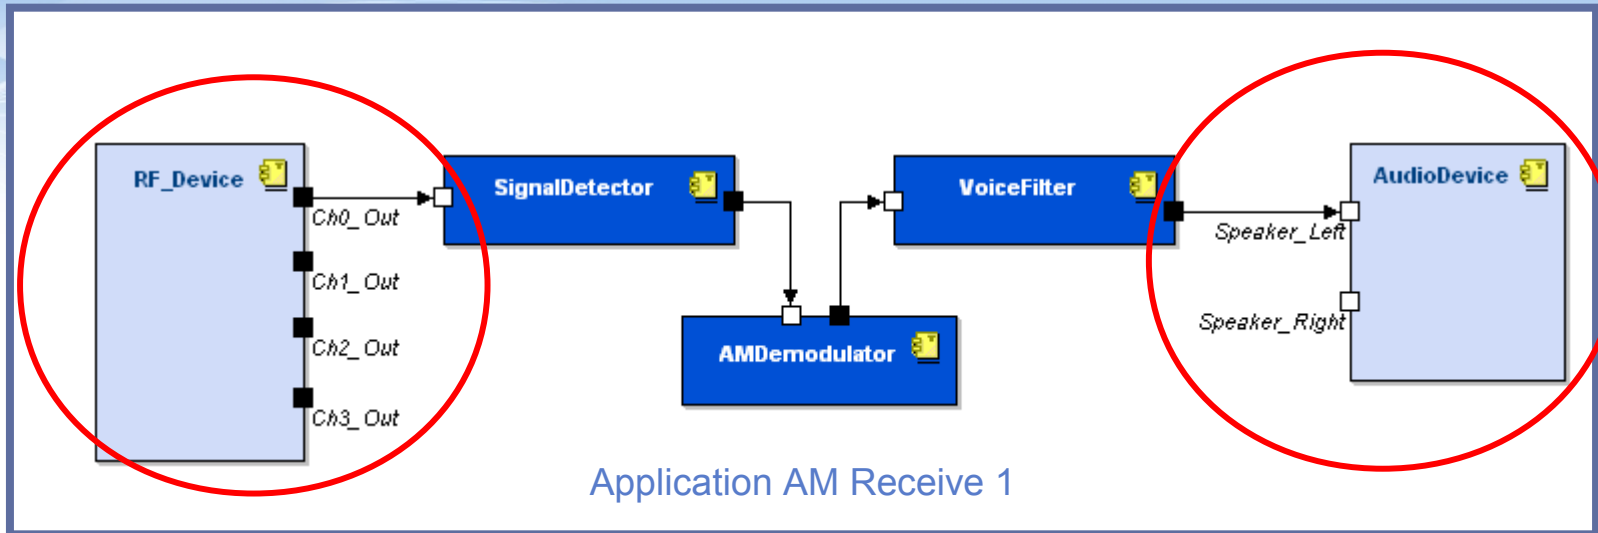 RF_Device
Ch0_Out
Ch1_Out
Ch2_Out
Ch3_Out
SignalDetector
AMDemodulator
VoiceFilter
AudioDevice
Speaker_Left
Speaker_Right
Application AM Receive 1